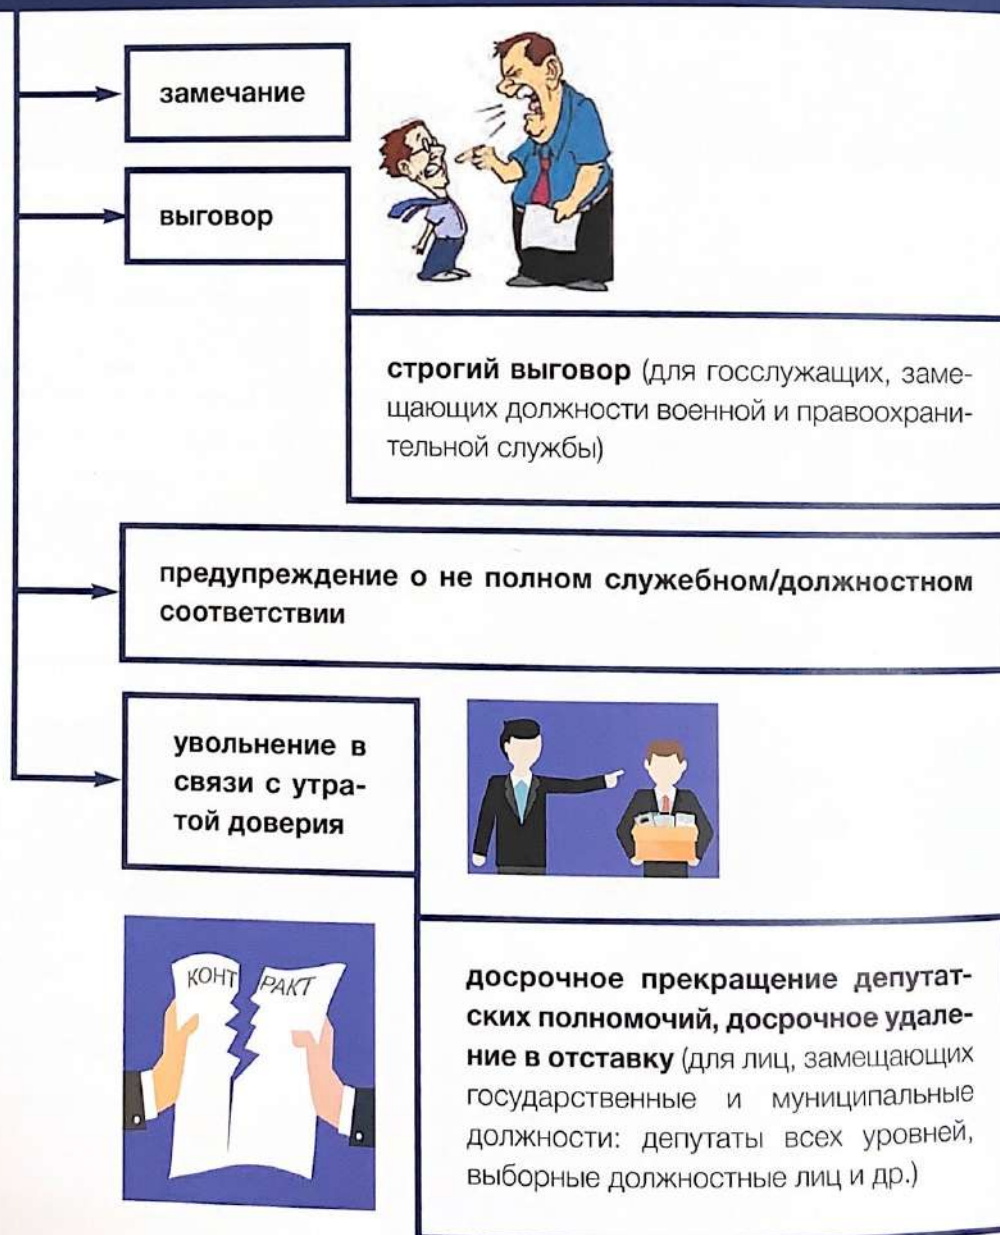 замечание
выговор
строгий выговор (для госслужащих, заме-
щающих должности военной и правоохрани-
тельной службы)
предупреждение о не полном служебном/должностном
соответствии
увольнение в
связи с утра-
той доверия
КОНТ РАКТ
досрочное прекращение депутат-
ских полномочий, досрочное удале-
ние в отставку (для лиц, замещающих
государственные и муниципальные
должности: депутаты всех уровней,
выборные должностные лиц и др.)